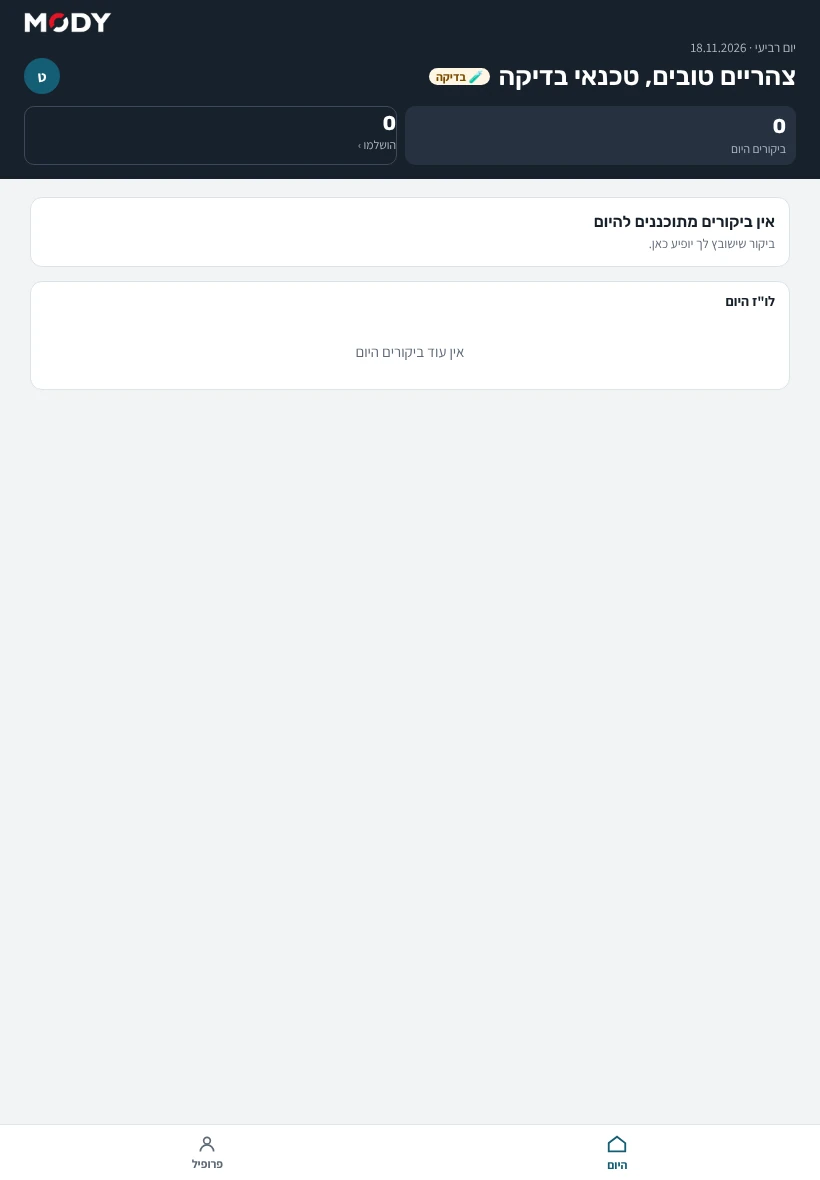 MODY
יום רביעי · 18.11.2026
צהריים טובים, טכנאי בדיקה 🧪 בדיקה
ט
0
ביקורים היום
0
הושלמו ›
אין ביקורים מתוכננים להיום
ביקור שישובץ לך יופיע כאן.
לו"ז היום
אין עוד ביקורים היום
היום
פרופיל